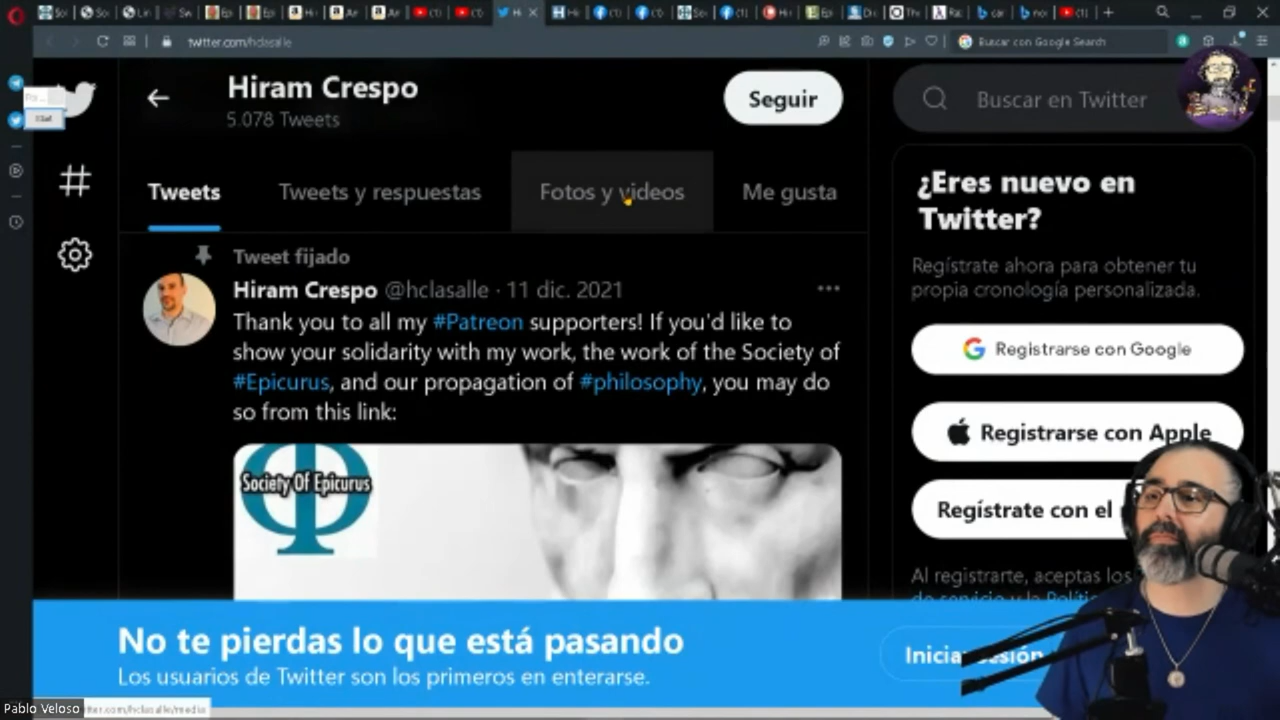 twitter.com/hclasalle
Buscar con Google Search
Hiram Crespo
5.078 Tweets
Seguir
Buscar en Twitter
Tweets
Tweets y respuestas
Fotos y videos
Me gusta
¿Eres nuevo en
Twitter?
Regístrate ahora para obtener tu
propia cronología personalizada.
Registrarse con Google
Registrarse con Apple
Regístrate con el
Al registrarte, aceptas los
Tweet fijado
Hiram Crespo @hclasalle · 11 dic. 2021
Thank you to all my #Patreon supporters! If you'd like to
show your solidarity with my work, the work of the Society of
#Epicurus, and our propagation of #philosophy, you may do
so from this link:
Society Of Epicurus
No te pierdas lo que está pasando
Los usuarios de Twitter son los primeros en enterarse.
Iniciar sesión
Pablo Veloso